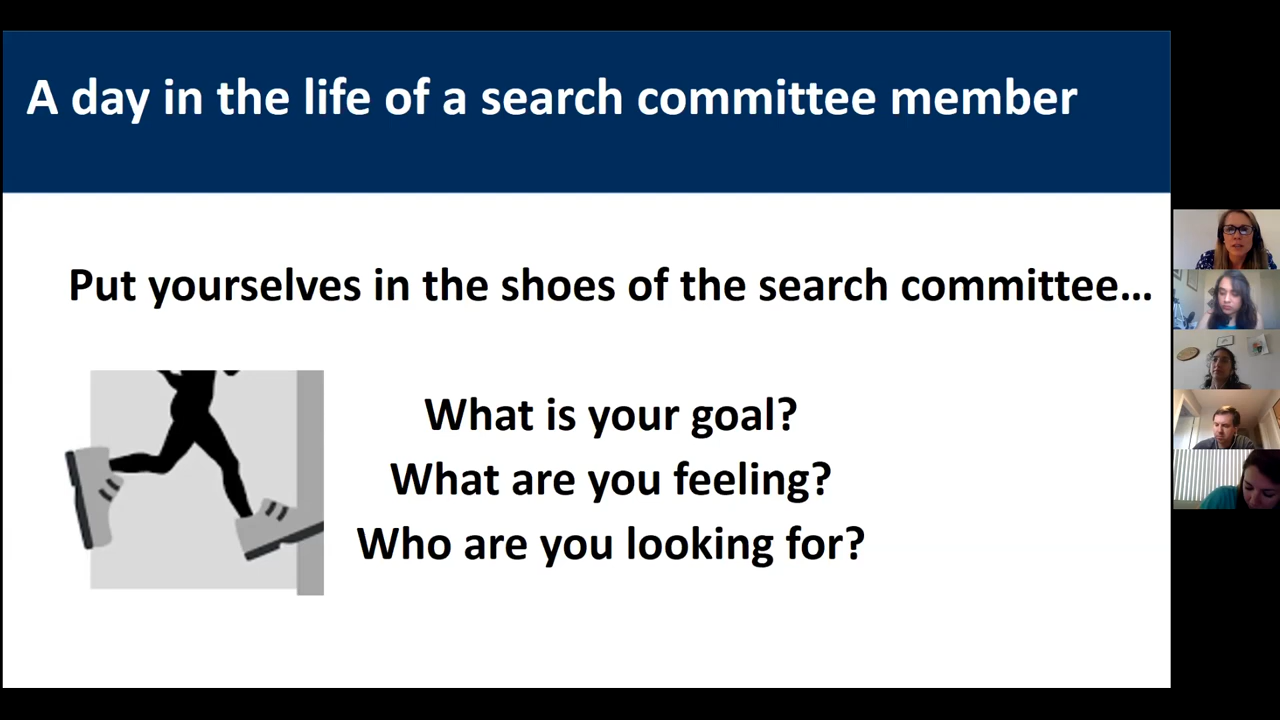 A day in the life of a search committee member
Put yourselves in the shoes of the search committee…
What is your goal?
What are you feeling?
Who are you looking for?